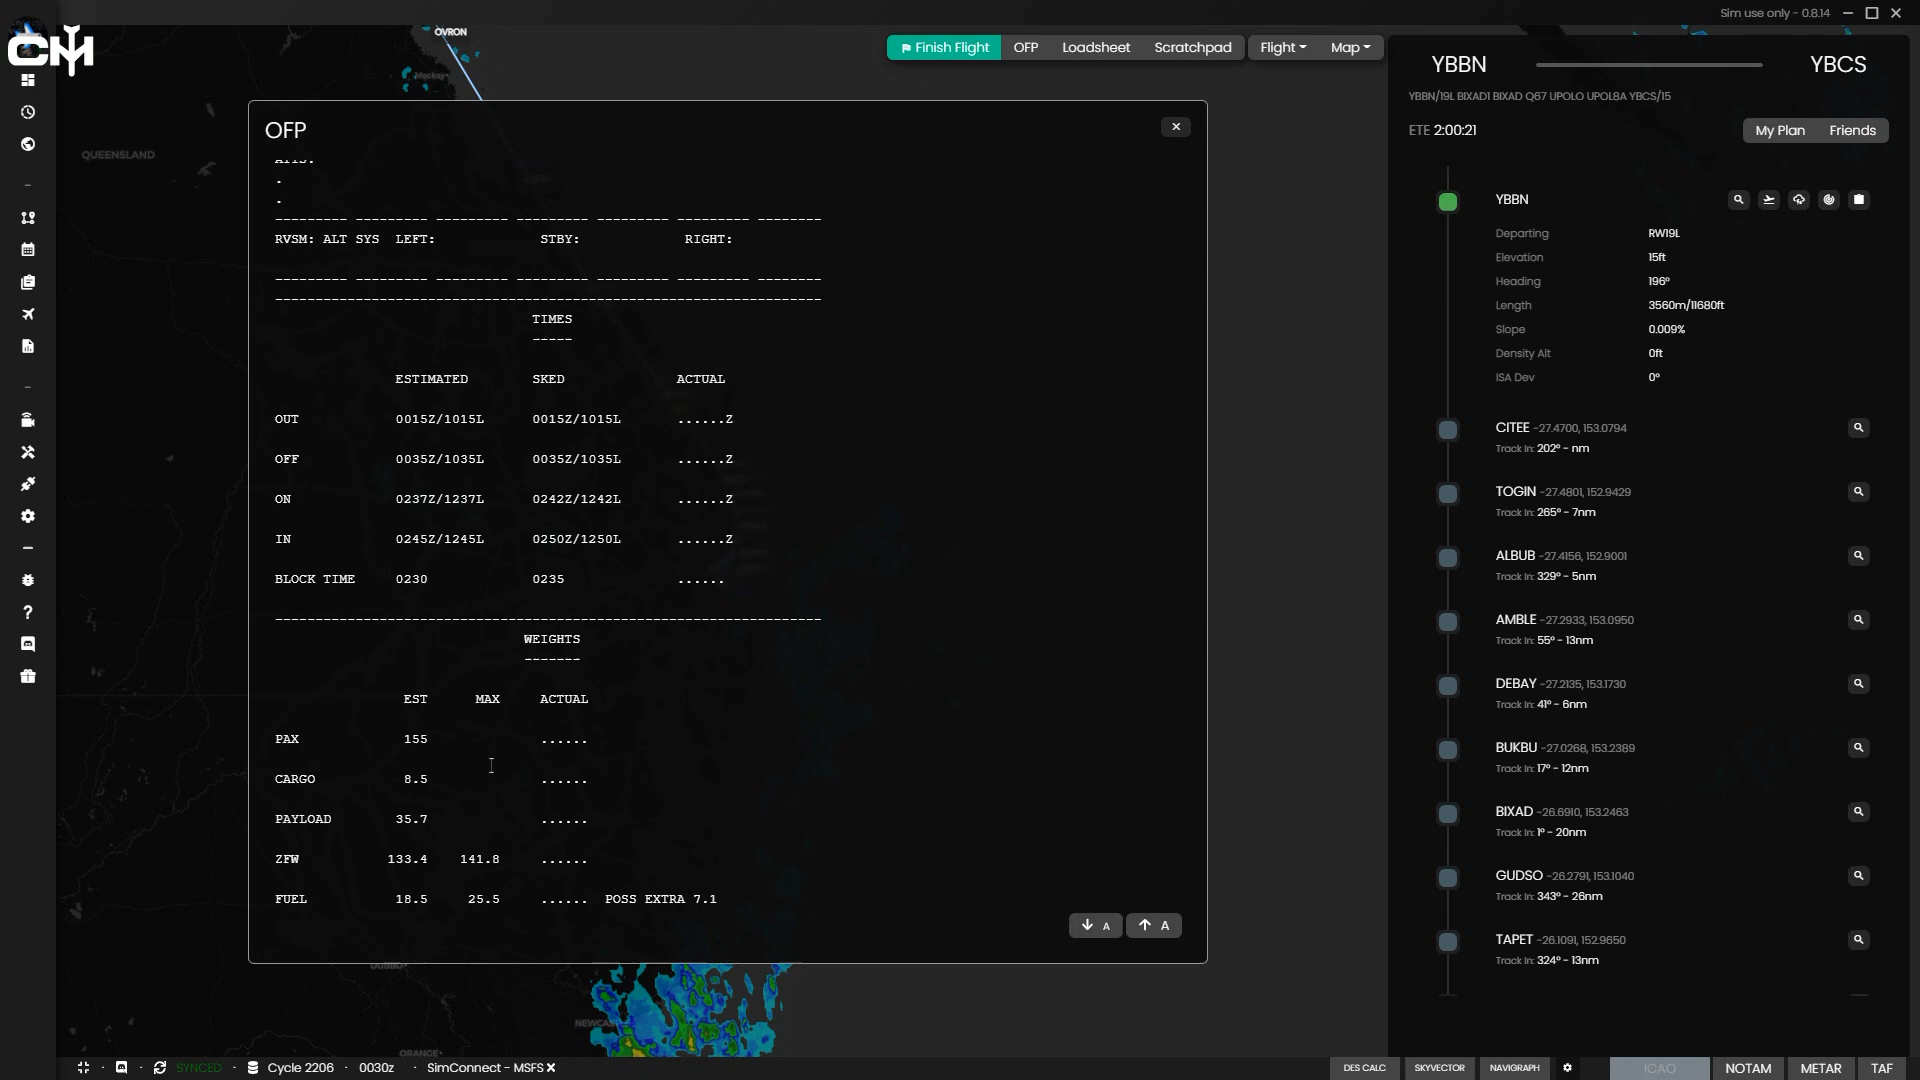 Sim use only - 0.8.14
CM
OVRON
Mackay
QUEENSLAND
Finish Flight OFP Loadsheet Scratchpad Flight Map
OFP
.
.
--------- --------- --------- --------- --------- --------- --------
RVSM: ALT SYS LEFT: STBY: RIGHT:
--------- --------- --------- --------- --------- --------- --------
--------------------------------------------------------------------
TIMES
-----
ESTIMATED SKED ACTUAL
OUT 0015Z/1015L 0015Z/1015L ......Z
OFF 0035Z/1035L 0035Z/1035L ......Z
ON 0237Z/1237L 0242Z/1242L ......Z
IN 0245Z/1245L 0250Z/1250L ......Z
BLOCK TIME 0230 0235 ......
--------------------------------------------------------------------
WEIGHTS
-------
EST MAX ACTUAL
PAX 155 ......
CARGO 8.5 ......
PAYLOAD 35.7 ......
ZFW 133.4 141.8 ......
FUEL 18.5 25.5 ...... POSS EXTRA 7.1
A A
DUBBO
ORANGE
YBBN YBCS
YBBN/19L BIXAD1 BIXAD Q67 UPOLO UPOL8A YBCS/15
ETE 2:00:21
My Plan Friends
YBBN
Departing RW19L
Elevation 15ft
Heading 196°
Length 3560m/11680ft
Slope 0.009%
Density Alt 0ft
ISA Dev 0°
CITEE -27.4700, 153.0794
Track In: 202° - nm
TOGIN -27.4801, 152.9429
Track In: 265° - 7nm
ALBUB -27.4156, 152.9001
Track In: 329° - 5nm
AMBLE -27.2933, 153.0950
Track In: 55° - 13nm
DEBAY -27.2135, 153.1730
Track In: 41° - 6nm
BUKBU -27.0268, 153.2389
Track In: 17° - 12nm
BIXAD -26.6910, 153.2463
Track In: 1° - 20nm
GUDSO -26.2791, 153.1040
Track In: 343° - 26nm
TAPET -26.1091, 152.9650
Track In: 324° - 13nm
SYNCED · Cycle 2206 · 0030z · SimConnect - MSFS
DES CALC SKYVECTOR NAVIGRAPH ICAO NOTAM METAR TAF